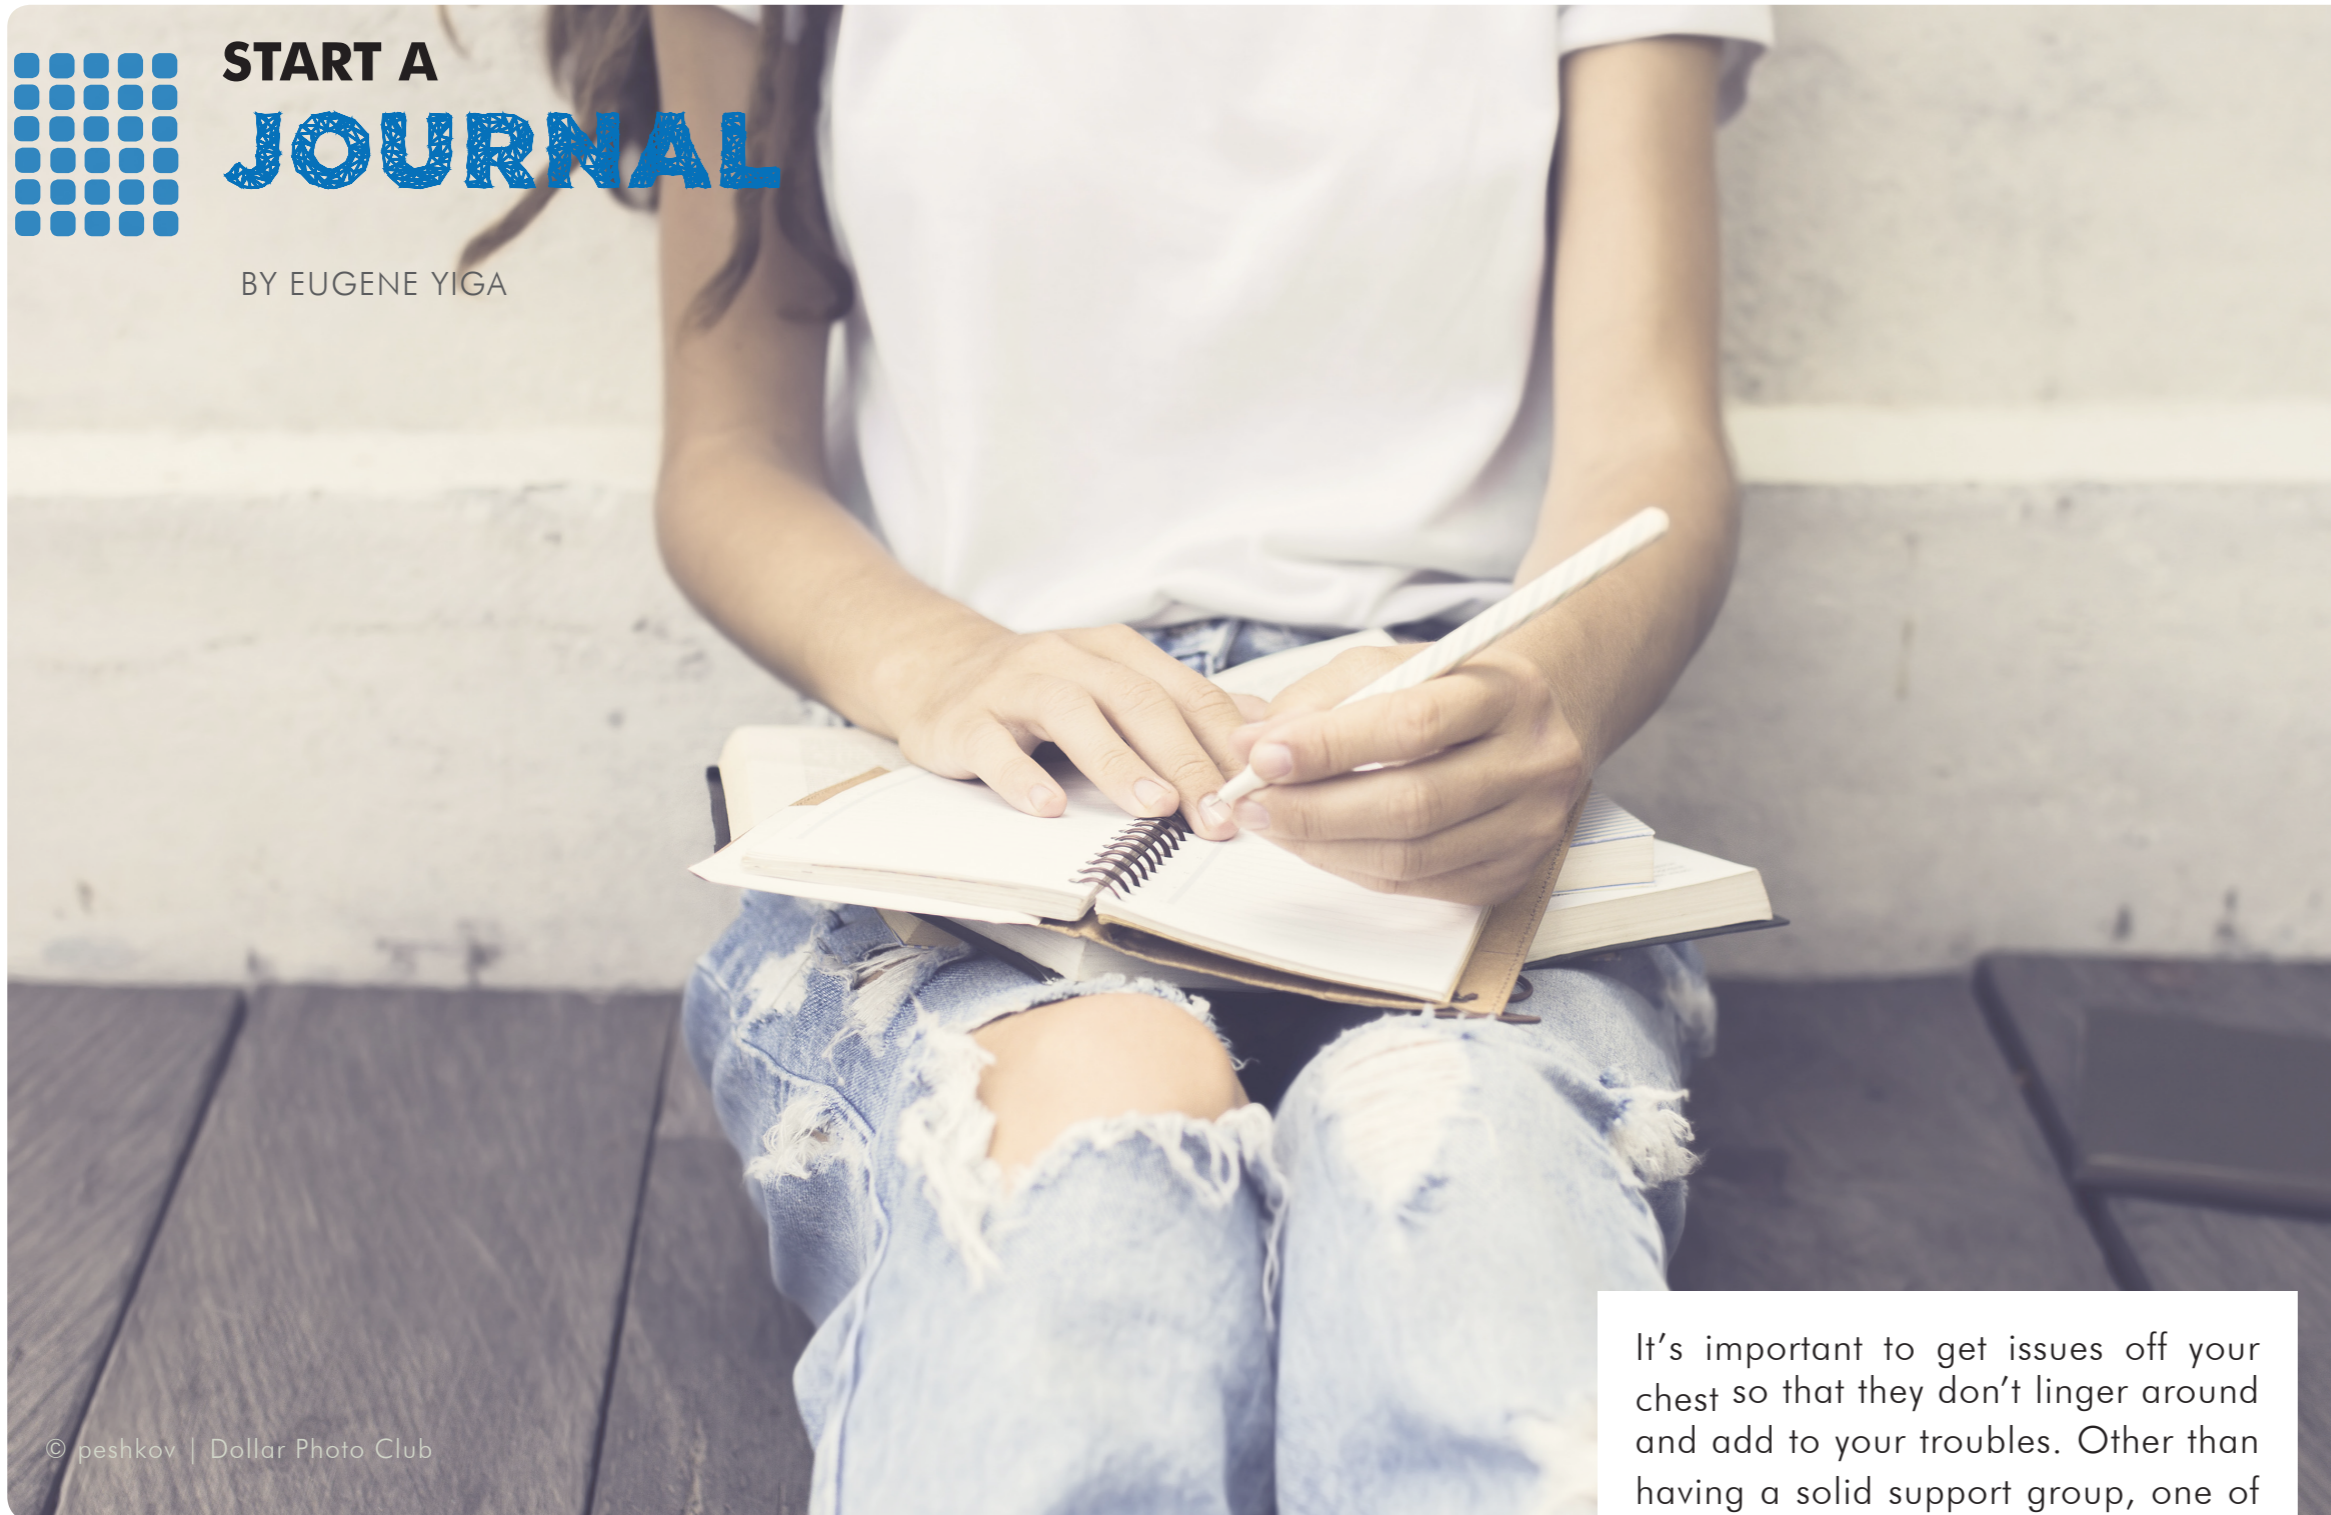 START A
JOURNAL
BY EUGENE YIGA
It’s important to get issues off your
chest so that they don’t linger around
and add to your troubles. Other than
having a solid support group, one of
© peshkov | Dollar Photo Club